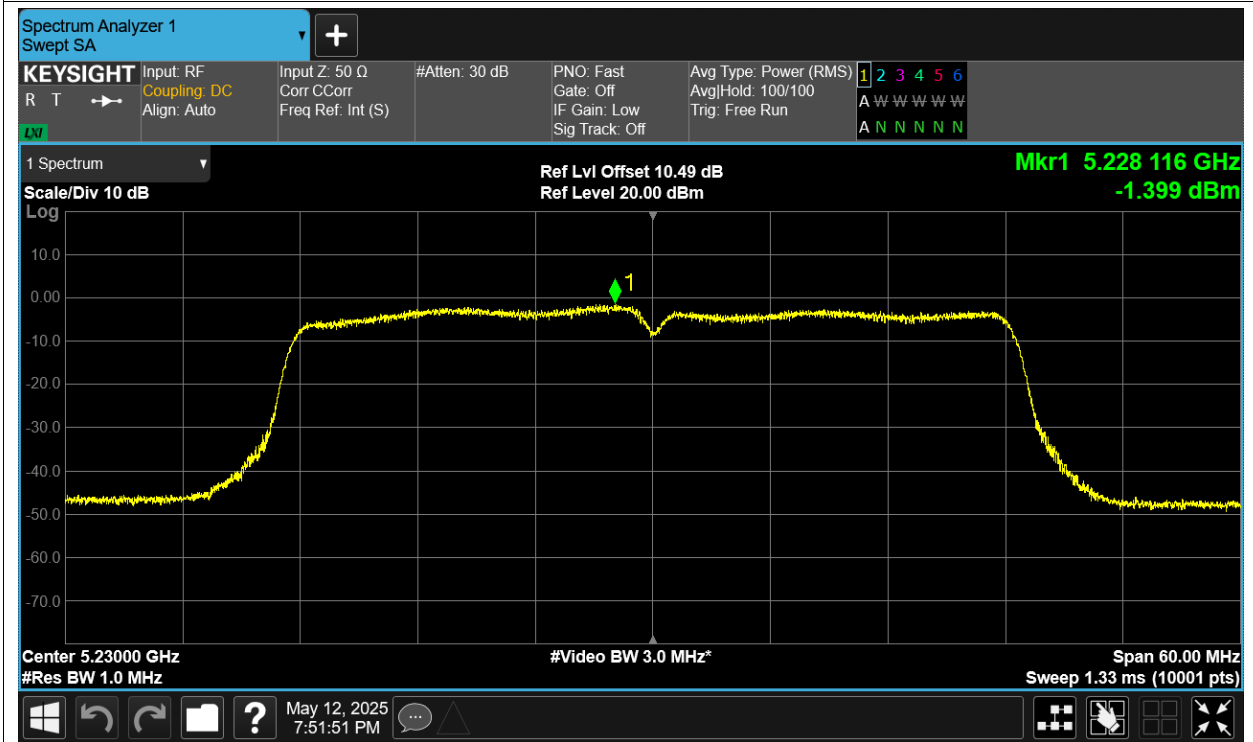 Spectrum Analyzer 1
Swept SA
KEYSIGHT
R T
LXI
Input: RF
Coupling: DC
Align: Auto
Input Z: 50 Ω
Corr CCorr
Freq Ref: Int (S)
#Atten: 30 dB
PNO: Fast
Gate: Off
IF Gain: Low
Sig Track: Off
Avg Type: Power (RMS)
Avg|Hold: 100/100
Trig: Free Run
1 2 3 4 5 6
A W W W W W
A N N N N N
1 Spectrum
Scale/Div 10 dB
Log
Ref Lvl Offset 10.49 dB
Ref Level 20.00 dBm
Mkr1 5.228 116 GHz
-1.399 dBm
1
10.0
0.00
-10.0
-20.0
-30.0
-40.0
-50.0
-60.0
-70.0
Center 5.23000 GHz
#Res BW 1.0 MHz
#Video BW 3.0 MHz*
Span 60.00 MHz
Sweep 1.33 ms (10001 pts)
?
May 12, 2025
7:51:51 PM